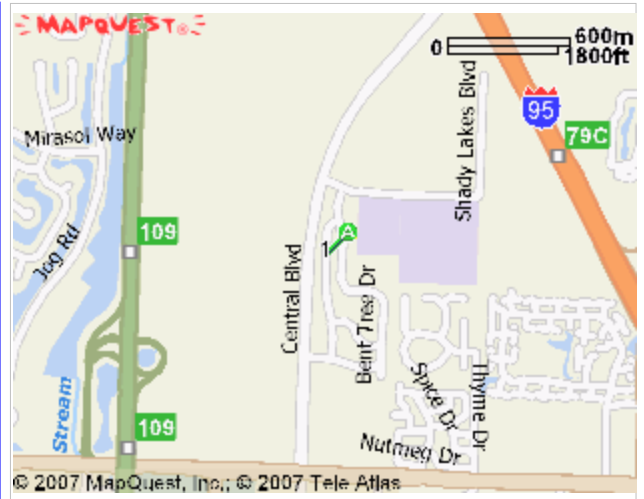 MAPQUEST®
0 600m
1800ft
Shady Lakes Blvd
95
79C
Mirasol Way
109
A
1
Jog Rd
Central Blvd
Bent Tree Dr
Spice Dr
Thyme Dr
Stream
109
Nutmeg Dr
© 2007 MapQuest, Inc.; © 2007 Tele Atlas